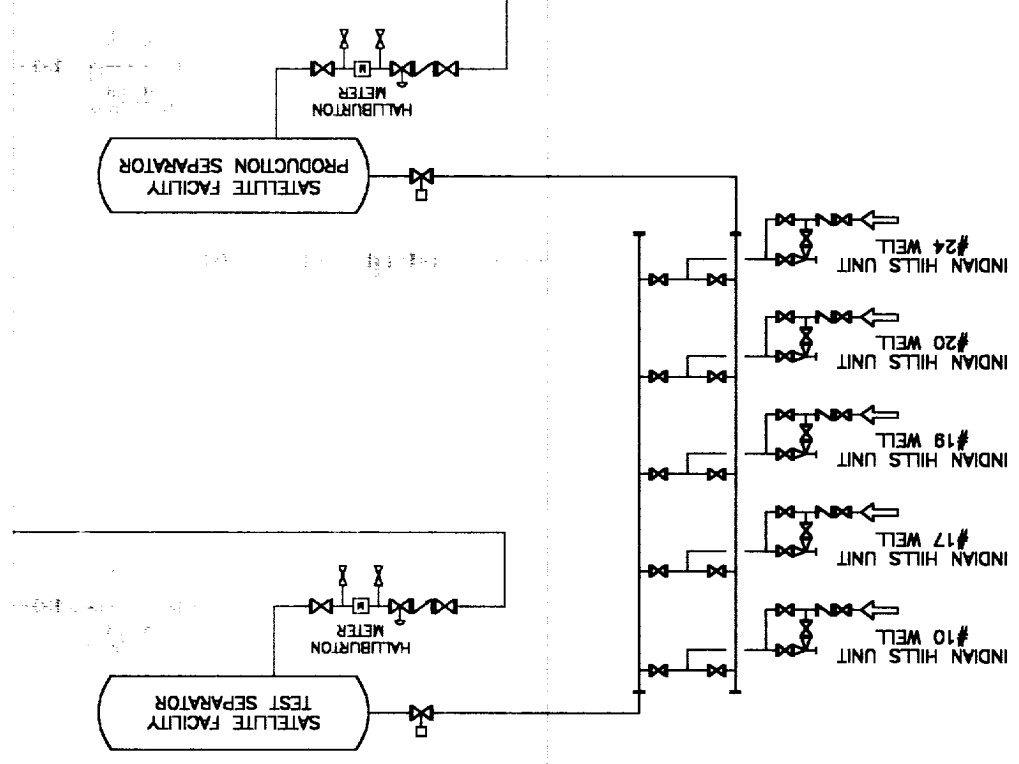 INDIAN HILLS UNIT
#10 WELL
INDIAN HILLS UNIT
#17 WELL
INDIAN HILLS UNIT
#19 WELL
INDIAN HILLS UNIT
#20 WELL
INDIAN HILLS UNIT
#24 WELL
SATELLITE FACILITY
TEST SEPARATOR
HALLIBURTON
METER
M
SATELLITE FACILITY
PRODUCTION SEPARATOR
HALLIBURTON
METER
M